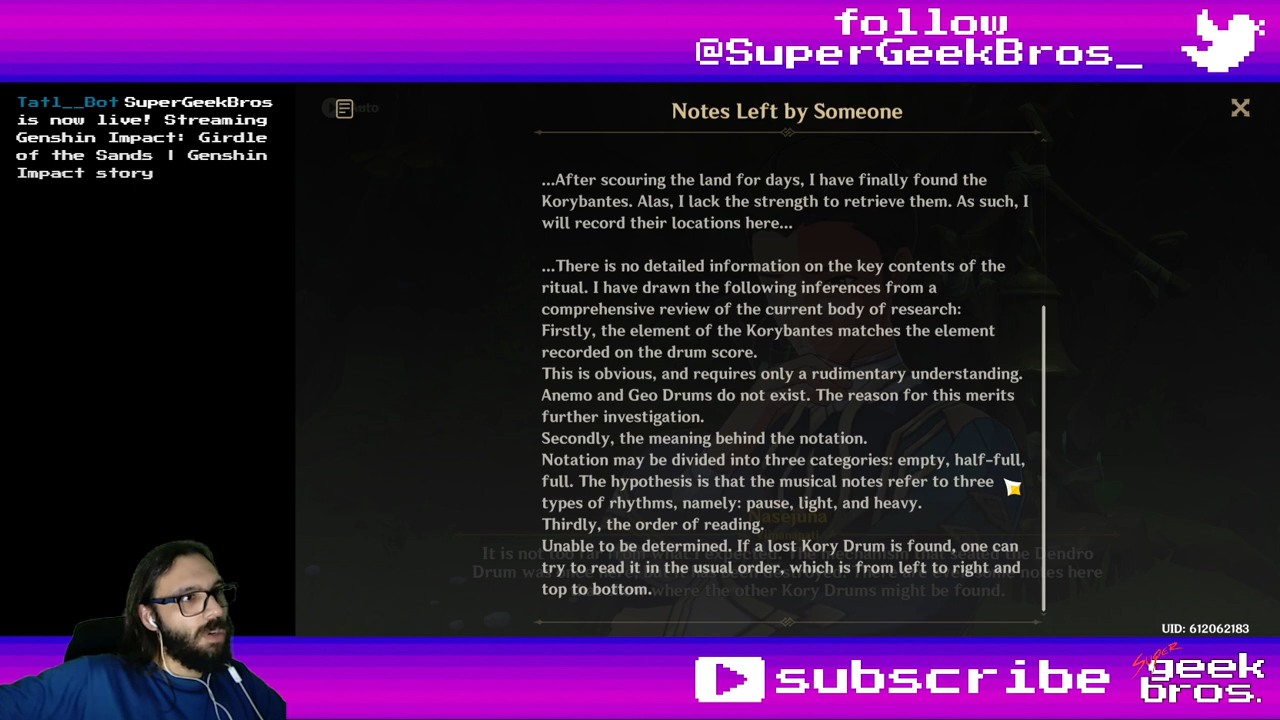 follow
@SuperGeekBros_
Tatl__Bot SuperGeekBros
is now live! Streaming
Genshin Impact: Girdle
of the Sands | Genshin
Impact story
Notes Left by Someone
...After scouring the land for days, I have finally found the
Korybantes. Alas, I lack the strength to retrieve them. As such, I
will record their locations here...
...There is no detailed information on the key contents of the
ritual. I have drawn the following inferences from a
comprehensive review of the current body of research:
Firstly, the element of the Korybantes matches the element
recorded on the drum score.
This is obvious, and requires only a rudimentary understanding.
Anemo and Geo Drums do not exist. The reason for this merits
further investigation.
Secondly, the meaning behind the notation.
Notation may be divided into three categories: empty, half-full,
full. The hypothesis is that the musical notes refer to three
types of rhythms, namely: pause, light, and heavy.
Nasejuna
Thirdly, the order of reading.
Unable to be determined. If a lost Kory Drum is found, one can
try to read it in the usual order, which is from left to right and
top to bottom.
where the other Kory Drums might be found.
UID: 612062183
subscribe
SUPER
geek
bros.